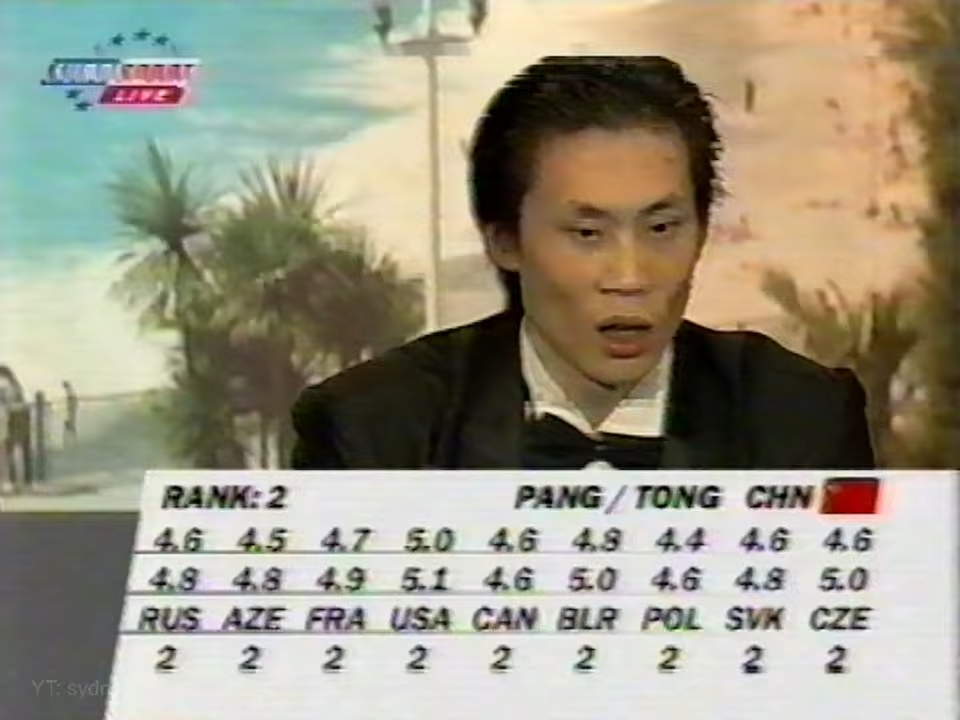 EUROSPORT
LIVE
RANK: 2 PANG / TONG CHN
4.6 4.5 4.7 5.0 4.6 4.8 4.4 4.6 4.6
4.8 4.8 4.9 5.1 4.6 5.0 4.6 4.8 5.0
RUS AZE FRA USA CAN BLR POL SVK CZE
2 2 2 2 2 2 2 2 2
YT: